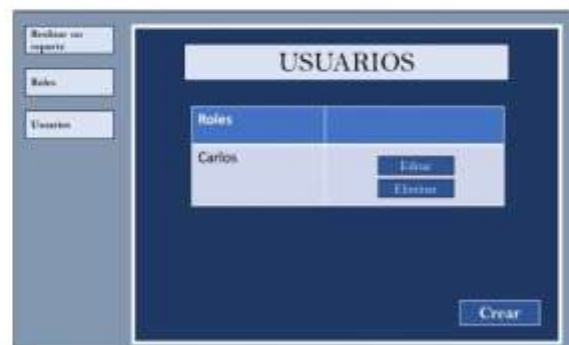 Realizar un
reporte
Roles
Usuarios
USUARIOS
Roles
Carlos
Editar
Eliminar
Crear